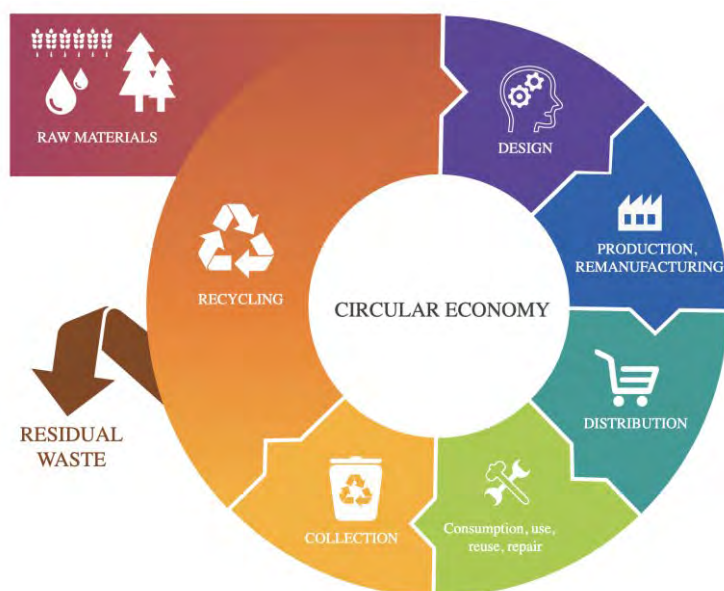 RAW MATERIALS
DESIGN
PRODUCTION,
REMANUFACTURING
RECYCLING
CIRCULAR ECONOMY
DISTRIBUTION
RESIDUAL
WASTE
COLLECTION
Consumption, use,
reuse, repair